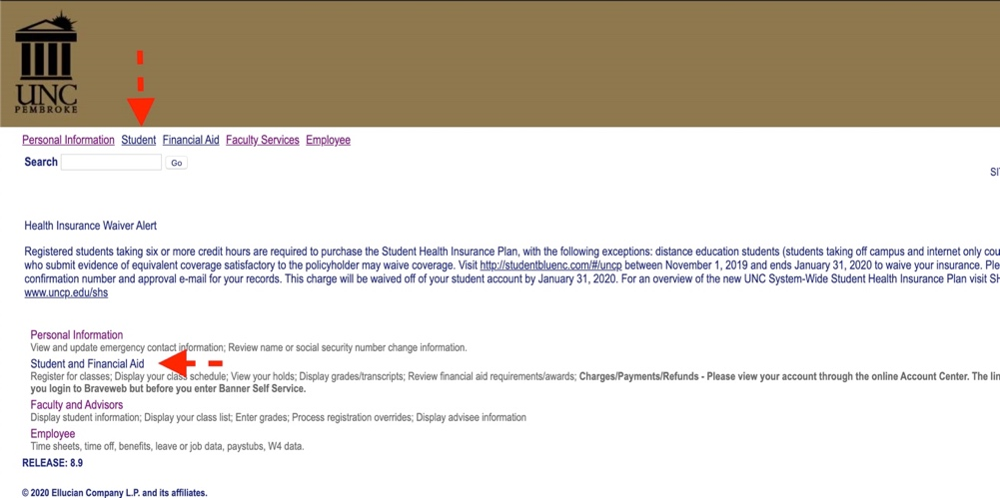 UNC
PEMBROKE
Personal Information Student Financial Aid Faculty Services Employee
Search Go
SI
Health Insurance Waiver Alert
Registered students taking six or more credit hours are required to purchase the Student Health Insurance Plan, with the following exceptions: distance education students (students taking off campus and internet only cou
who submit evidence of equivalent coverage satisfactory to the policyholder may waive coverage. Visit http://studentbluenc.com/#/uncp between November 1, 2019 and ends January 31, 2020 to waive your insurance. Ple
confirmation number and approval e-mail for your records. This charge will be waived off of your student account by January 31, 2020. For an overview of the new UNC System-Wide Student Health Insurance Plan visit SH
www.uncp.edu/shs
Personal Information
View and update emergency contact information; Review name or social security number change information.
Student and Financial Aid
Register for classes; Display your class schedule; View your holds; Display grades/transcripts; Review financial aid requirements/awards; Charges/Payments/Refunds - Please view your account through the online Account Center. The lin
you login to Braveweb but before you enter Banner Self Service.
Faculty and Advisors
Display student information; Display your class list; Enter grades; Process registration overrides; Display advisee information
Employee
Time sheets, time off, benefits, leave or job data, paystubs, W4 data.
RELEASE: 8.9
© 2020 Ellucian Company L.P. and its affiliates.